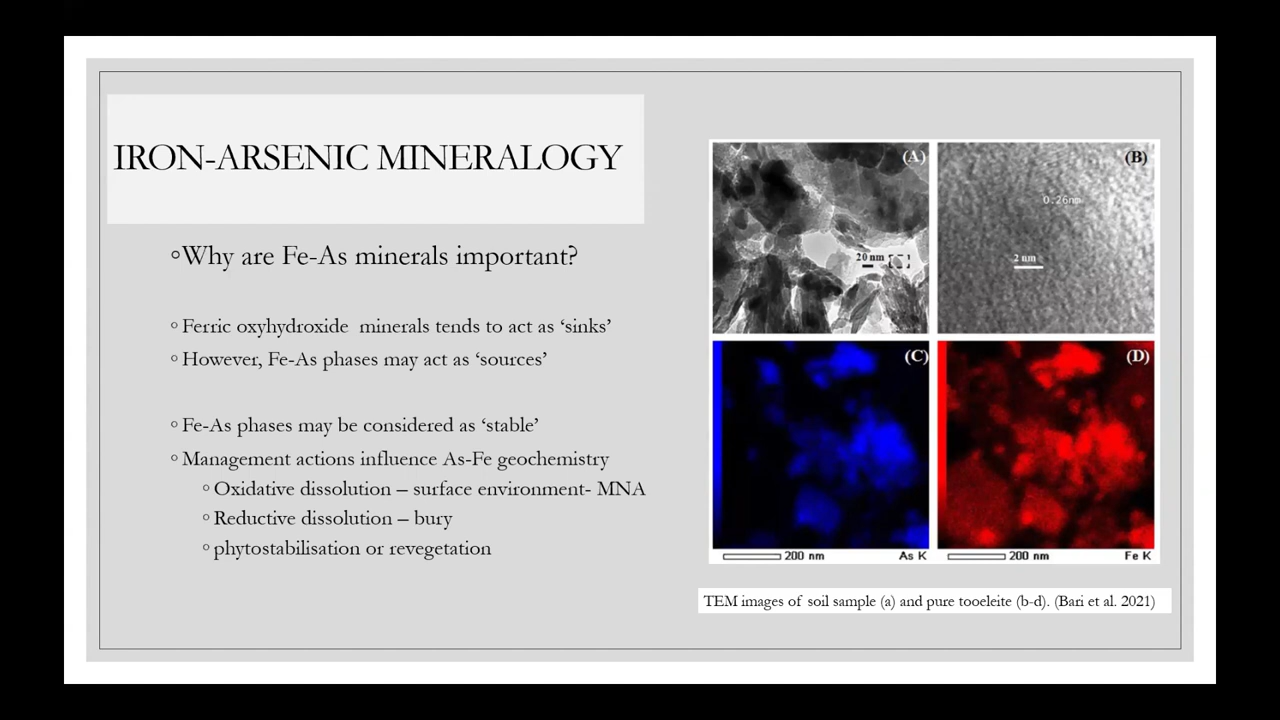 IRON-ARSENIC MINERALOGY
◦Why are Fe-As minerals important?
◦ Ferric oxyhydroxide  minerals tends to act as ‘sinks’
◦ However, Fe-As phases may act as ‘sources’
◦ Fe-As phases may be considered as ‘stable’
◦ Management actions influence As-Fe geochemistry
◦ Oxidative dissolution – surface environment- MNA
◦ Reductive dissolution – bury
◦ phytostabilisation or revegetation
(A)
20 nm
(B)
0.26nm
2 nm
(C)
200 nm
As K
(D)
200 nm
Fe K
TEM images of soil sample (a) and pure tooeleite (b-d). (Bari et al. 2021)